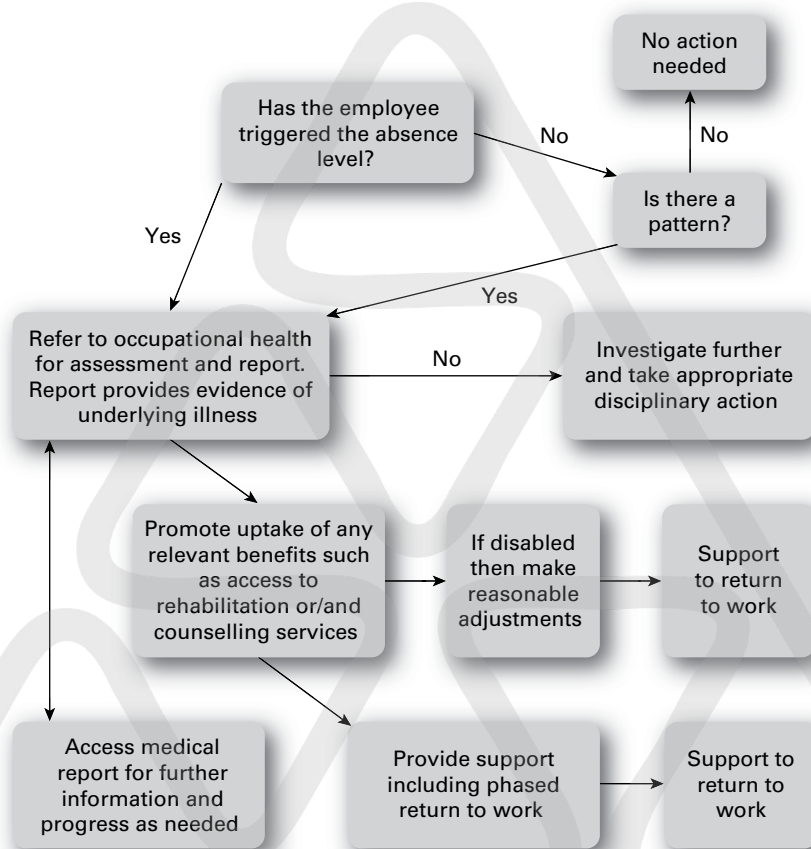 No action
needed
Has the employee
triggered the absence
level?
No
No
Is there a
pattern?
Yes
Yes
Refer to occupational health
for assessment and report.
Report provides evidence of
underlying illness
No
Investigate further
and take appropriate
disciplinary action
Promote uptake of any
relevant benefits such
as access to
rehabilitation or/and
counselling services
If disabled
then make
reasonable
adjustments
Support
to return
to work
Access medical
report for further
information and
progress as needed
Provide support
including phased
return to work
Support to
return to
work